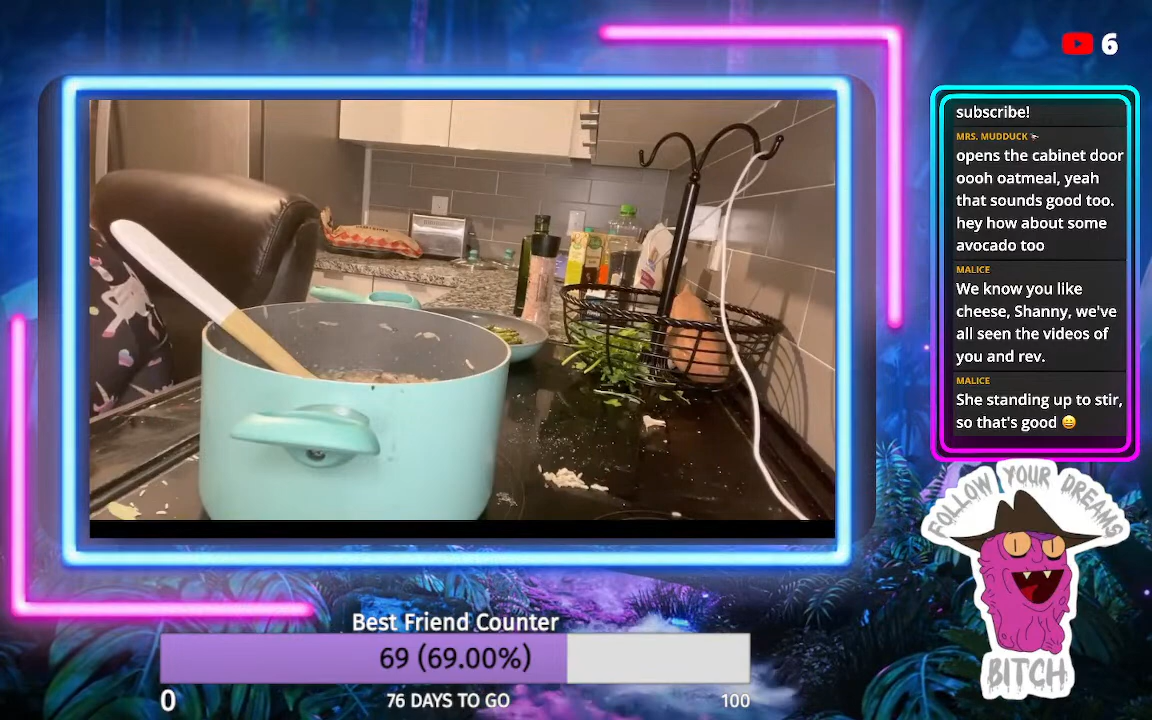 6
subscribe!
MRS. MUDDUCK
opens the cabinet door
oooh oatmeal, yeah
that sounds good too.
hey how about some
avocado too
MALICE
We know you like
cheese, Shanny, we've
all seen the videos of
you and rev.
MALICE
She standing up to stir,
so that's good 😄
FOLLOW YOUR DREAMS
BITCH
Best Friend Counter
69 (69.00%)
0
76 DAYS TO GO
100